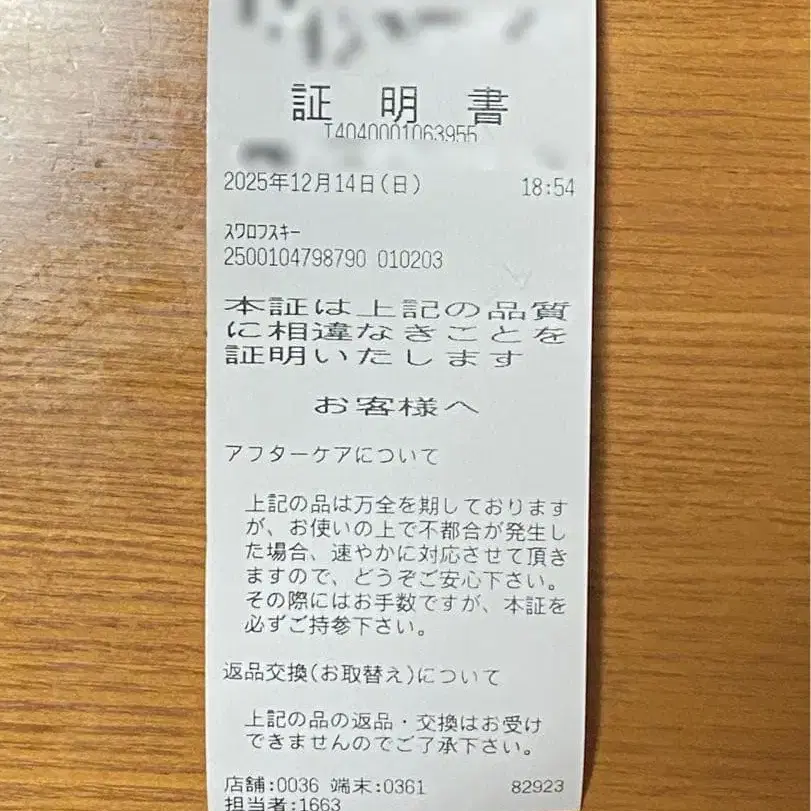 証明書
T4040001063955
2025年12月14日(日) 18:54
ｽﾜﾛﾌｽｷｰ
2500104798790 010203
本証は上記の品質
に相違なきことを
証明いたします
お客様へ
アフターケアについて
上記の品は万全を期しております
が、お使いの上で不都合が発生し
た場合、速やかに対応させて頂き
ますので、どうぞご安心下さい。
その際にはお手数ですが、本証を
必ずご持参下さい。
返品交換(お取替え)について
上記の品の返品・交換はお受け
できませんのでご了承下さい。
店舗:0036 端末:0361 82923
担当者:1663